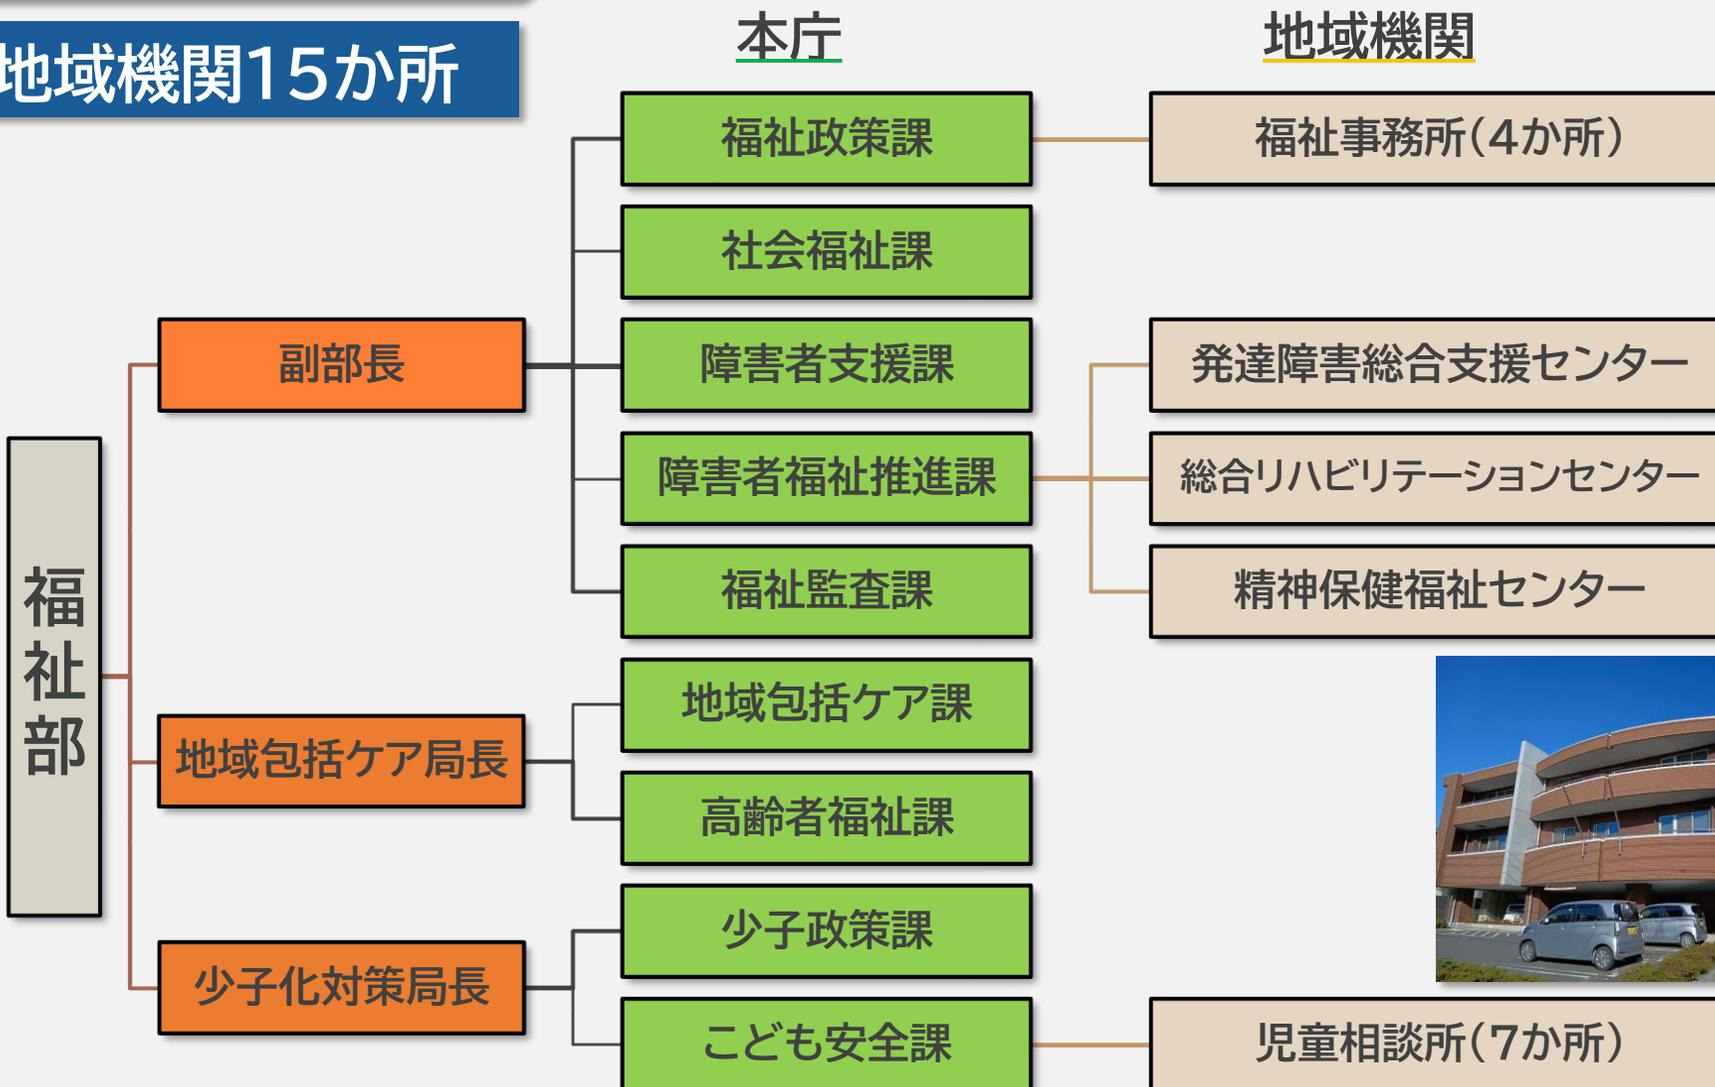 地域機関15か所
本庁
地域機関
福祉政策課
福祉事務所(4か所)
社会福祉課
副部長
障害者支援課
発達障害総合支援センター
障害者福祉推進課
総合リハビリテーションセンター
福祉監査課
精神保健福祉センター
福祉部
地域包括ケア課
地域包括ケア局長
高齢者福祉課
少子政策課
少子化対策局長
こども安全課
児童相談所(7か所)